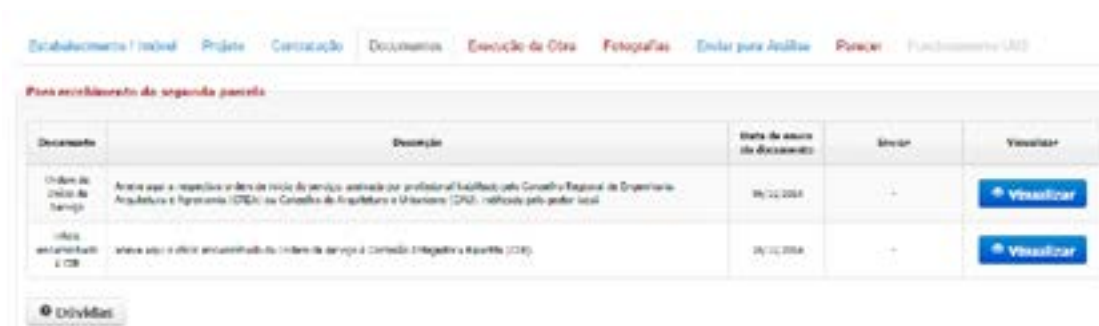 Estabelecimento / Imóvel Projeto Contratação Documentos Execução da Obra Fotografias Enviar para Análise Parecer Funcionamento UBS
Para recebimento da segunda parcela
Documento Descrição Data de envio do documento Enviar Visualizar
Ordem de Início de Serviço
Anexe aqui a respectiva ordem de início do serviço, assinada por profissional habilitado pelo Conselho Regional de Engenharia
Arquitetura e Agronomia (CREA) ou Conselho de Arquitetura e Urbanismo (CAU), ratificada pelo poder local
- Visualizar
Ofício encaminhado à CIB
anexe aqui o ofício encaminhado da Ordem de Serviço à Comissão Intergestora Bipartite (CIB).
- Visualizar
Dúvidas